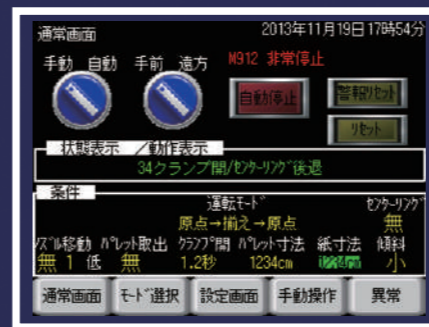 通常画面 2013年11月19日17時54分
手動 自動 手前 遠方 M912 非常停止
自動停止 警報リセット
リセット
状態表示 /動作表示
34クランプ開/センターリング後退
条件
運転モード センターリング
原点→揃え→原点 無
ズル移動 パレット取出 クランプ開 パレット寸法 紙寸法 傾斜
無 1 低 無 1.2秒 1234cm 1234cm 小
通常画面 モード選択 設定画面 手動操作 異常